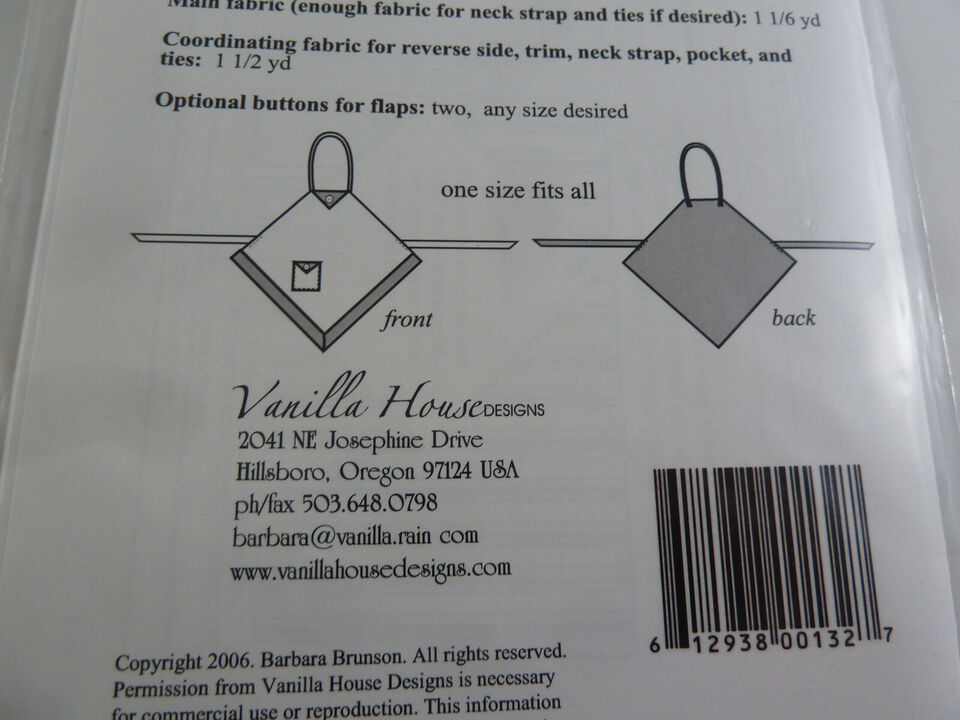 Main fabric (enough fabric for neck strap and ties if desired): 1 1/6 yd
Coordinating fabric for reverse side, trim, neck strap, pocket, and
ties: 1 1/2 yd
Optional buttons for flaps: two, any size desired
one size fits all
front
back
Vanilla House DESIGNS
2041 NE Josephine Drive
Hillsboro, Oregon 97124 USA
ph/fax 503.648.0798
barbara@vanilla.rain com
www.vanillahousedesigns.com
6 12938 00132 7
Copyright 2006. Barbara Brunson. All rights reserved.
Permission from Vanilla House Designs is necessary
for commercial use or reproduction. This information